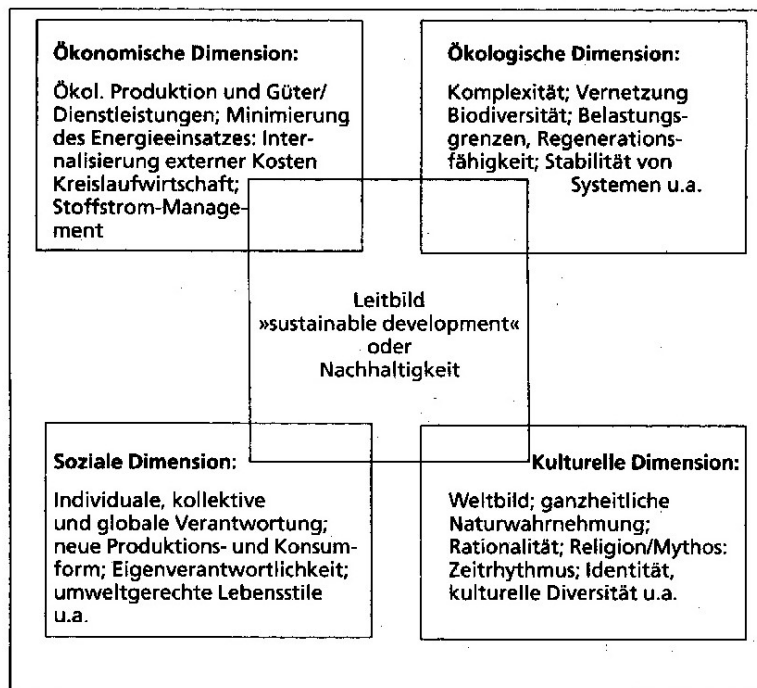 Ökonomische Dimension:
Ökol. Produktion und Güter/
Dienstleistungen; Minimierung
des Energieeinsatzes: Inter-
nalisierung externer Kosten
Kreislaufwirtschaft;
Stoffstrom-Manage-
ment
Ökologische Dimension:
Komplexität; Vernetzung
Biodiversität; Belastungs-
grenzen, Regenerations-
fähigkeit; Stabilität von
Systemen u.a.
Leitbild
»sustainable development«
oder
Nachhaltigkeit
Soziale Dimension:
Individuale, kollektive
und globale Verantwortung;
neue Produktions- und Konsum-
form; Eigenverantwortlichkeit;
umweltgerechte Lebensstile
u.a.
Kulturelle Dimension:
Weltbild; ganzheitliche
Naturwahrnehmung;
Rationalität; Religion/Mythos:
Zeitrhythmus; Identität,
kulturelle Diversität u.a.